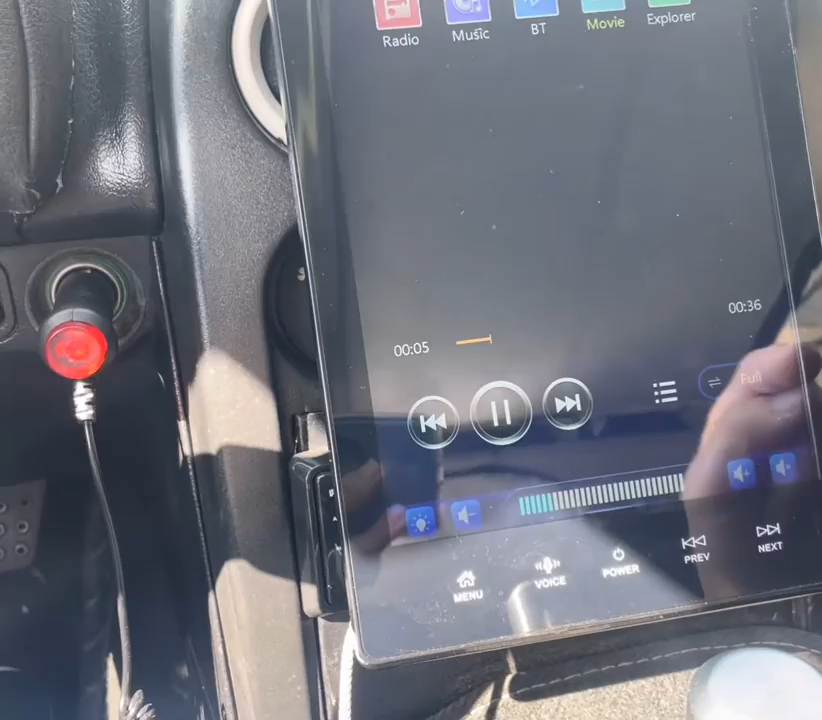 Radio Music BT Movie Explorer
00:05 00:36
Full
MENU VOICE POWER PREV NEXT